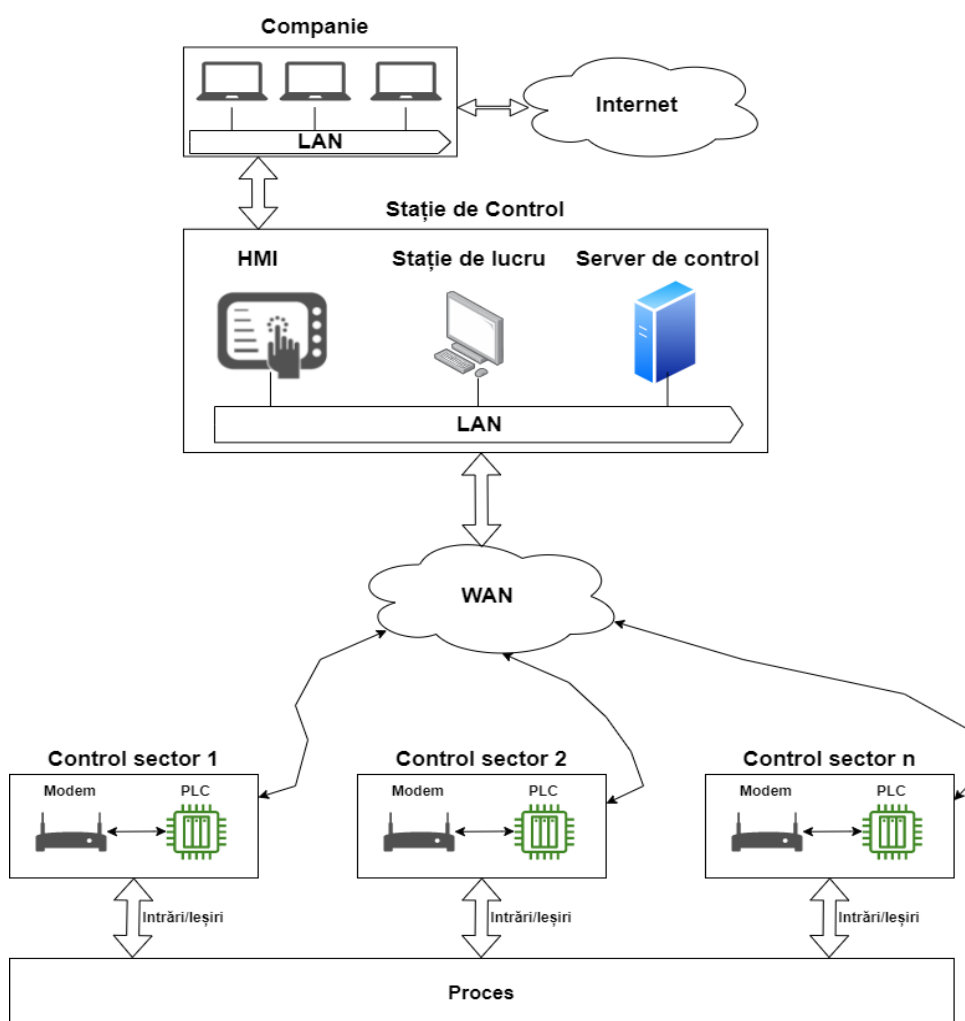 Companie
Internet
LAN
Stație de Control
HMI
Stație de lucru
Server de control
LAN
WAN
Control sector 1
Control sector 2
Control sector n
Modem
PLC
Modem
PLC
Modem
PLC
Intrări/Ieșiri
Intrări/Ieșiri
Intrări/Ieșiri
Proces